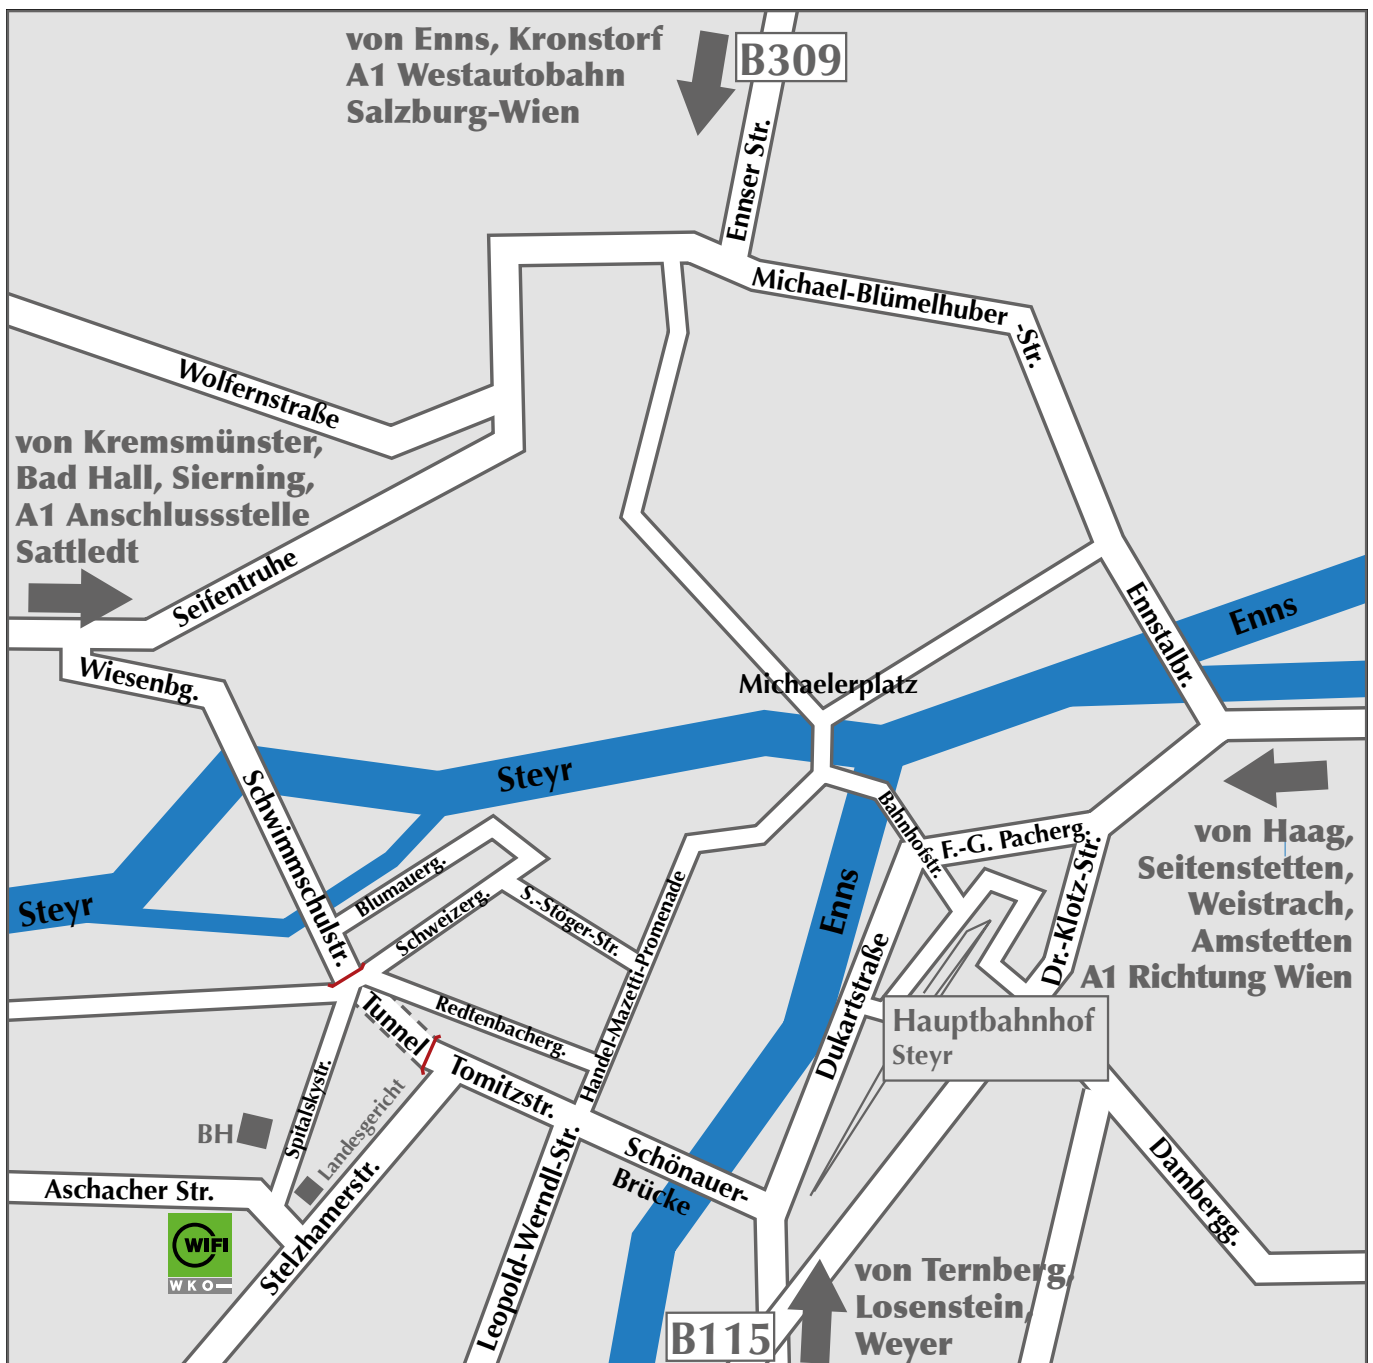 von Enns, Kronstorf
A1 Westautobahn
Salzburg-Wien
B309
Ennser Str.
Michael-Blümelhuber
-Str.
Wolfernstraße
von Kremsmünster,
Bad Hall, Sierning,
A1 Anschlussstelle
Sattledt
Seifentruhe
Wiesenbg.
Ennstalbr.
Enns
Michaelerplatz
Steyr
Schwimmschulstr.
Steyr
Blumauerg.
Schweizerg.
S.-Stöger-Str.
Handel-Mazetti-Promenade
Enns
Bahnhofstr.
F.-G. Pacherg.
Dr.-Klotz-Str.
von Haag,
Seitenstetten,
Weistrach,
Amstetten
A1 Richtung Wien
Dukartstraße
Hauptbahnhof
Steyr
Tunnel
Redtenbacherg.
Tomitzstr.
Spitalskystr.
BH
Landesgericht
Schönauer-
Brücke
Dambergg.
Aschacher Str.
WIFI
WKO
Stelzhamerstr.
Leopold-Werndl-Str.
von Ternberg,
Losenstein,
Weyer
B115